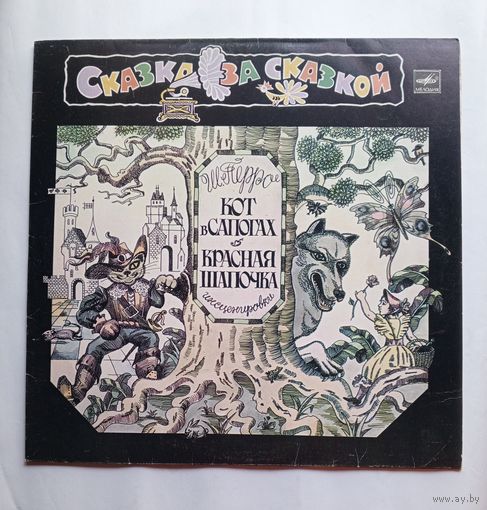 СКАЗКА ЗА СКАЗКОЙ
МЕЛОДИЯ
Ш. ПЕРРО
КОТ
В САПОГАХ
КРАСНАЯ
ШАПОЧКА
инсценировки
www.ay.by